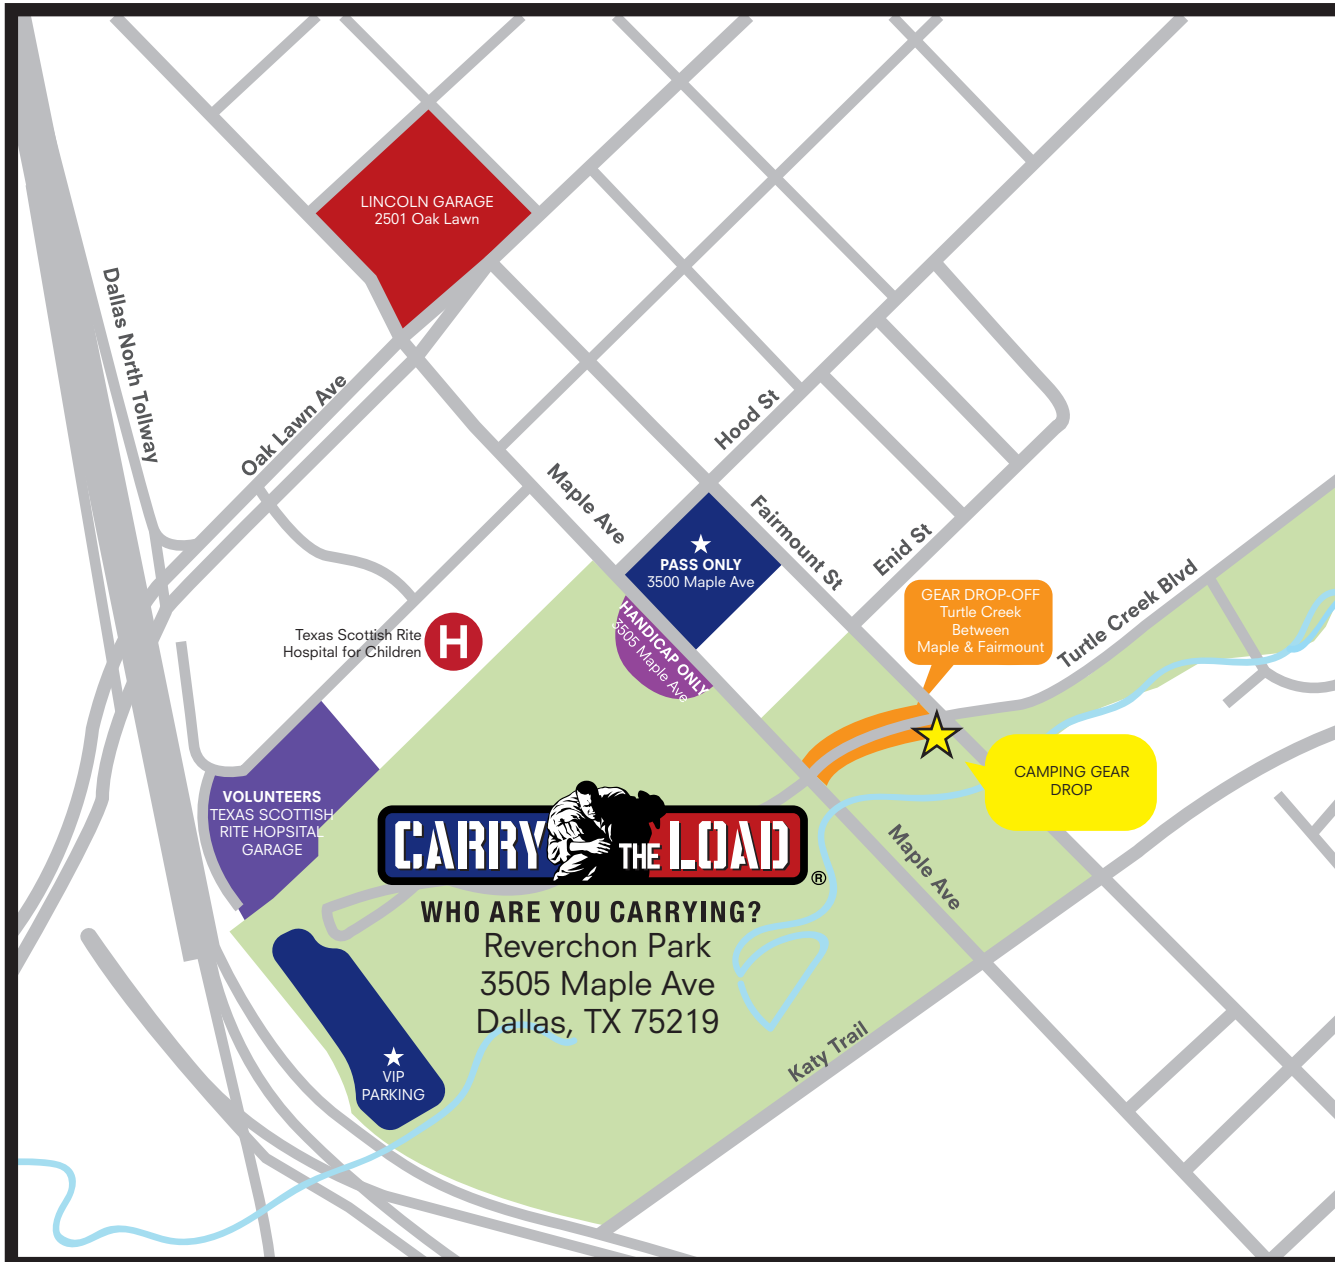 LINCOLN GARAGE
2501 Oak Lawn
Dallas North Tollway
Oak Lawn Ave
Hood St
Maple Ave
Fairmount St
Enid St
PASS ONLY
3500 Maple Ave
HANDICAP ONLY
3505 Maple Ave
GEAR DROP-OFF
Turtle Creek
Between
Maple & Fairmount
Turtle Creek Blvd
Texas Scottish Rite
Hospital for Children
H
CAMPING GEAR
DROP
VOLUNTEERS
TEXAS SCOTTISH
RITE HOPSITAL
GARAGE
CARRY THE LOAD ®
WHO ARE YOU CARRYING?
Reverchon Park
3505 Maple Ave
Dallas, TX 75219
Maple Ave
Katy Trail
VIP
PARKING